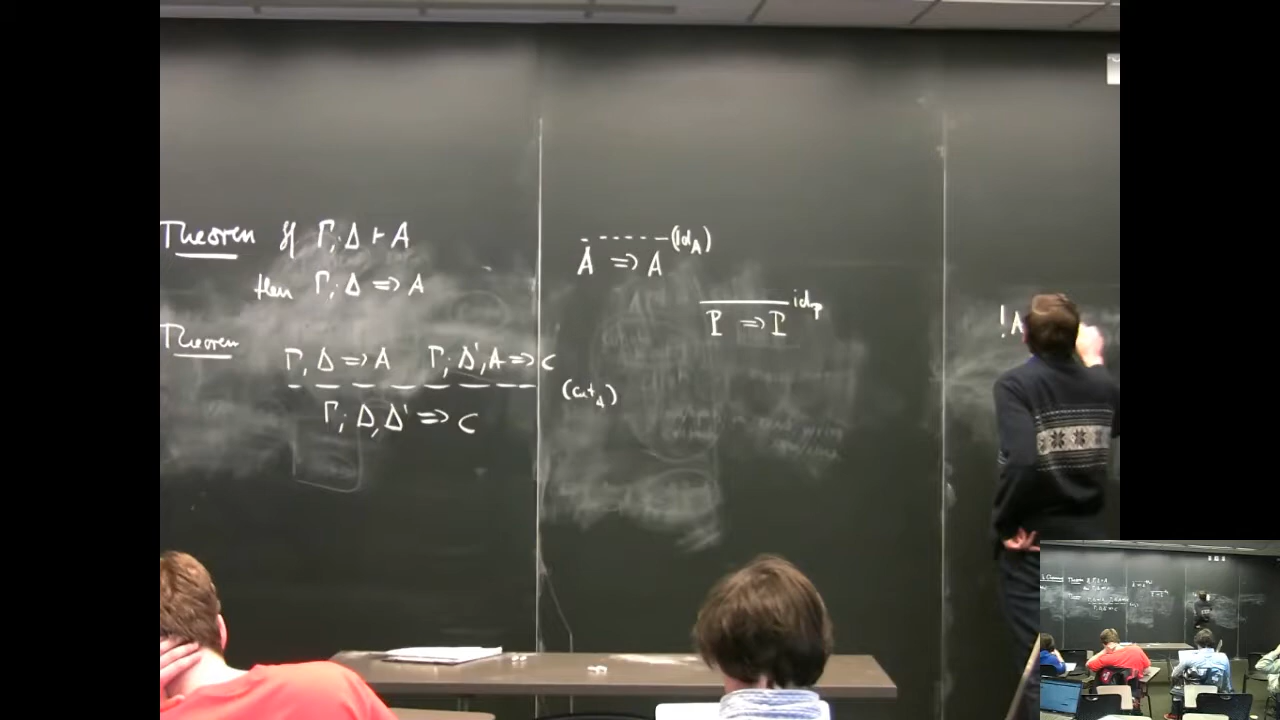 Theorem If Γ; Δ ⊢ A
then Γ; Δ ⇒ A
Theorem
Γ; Δ ⇒ A Γ; Δ', A ⇒ C
(cut_A)
Γ; Δ, Δ' ⇒ C
(id_A)
A ⇒ A
id_P
P ⇒ P
!A